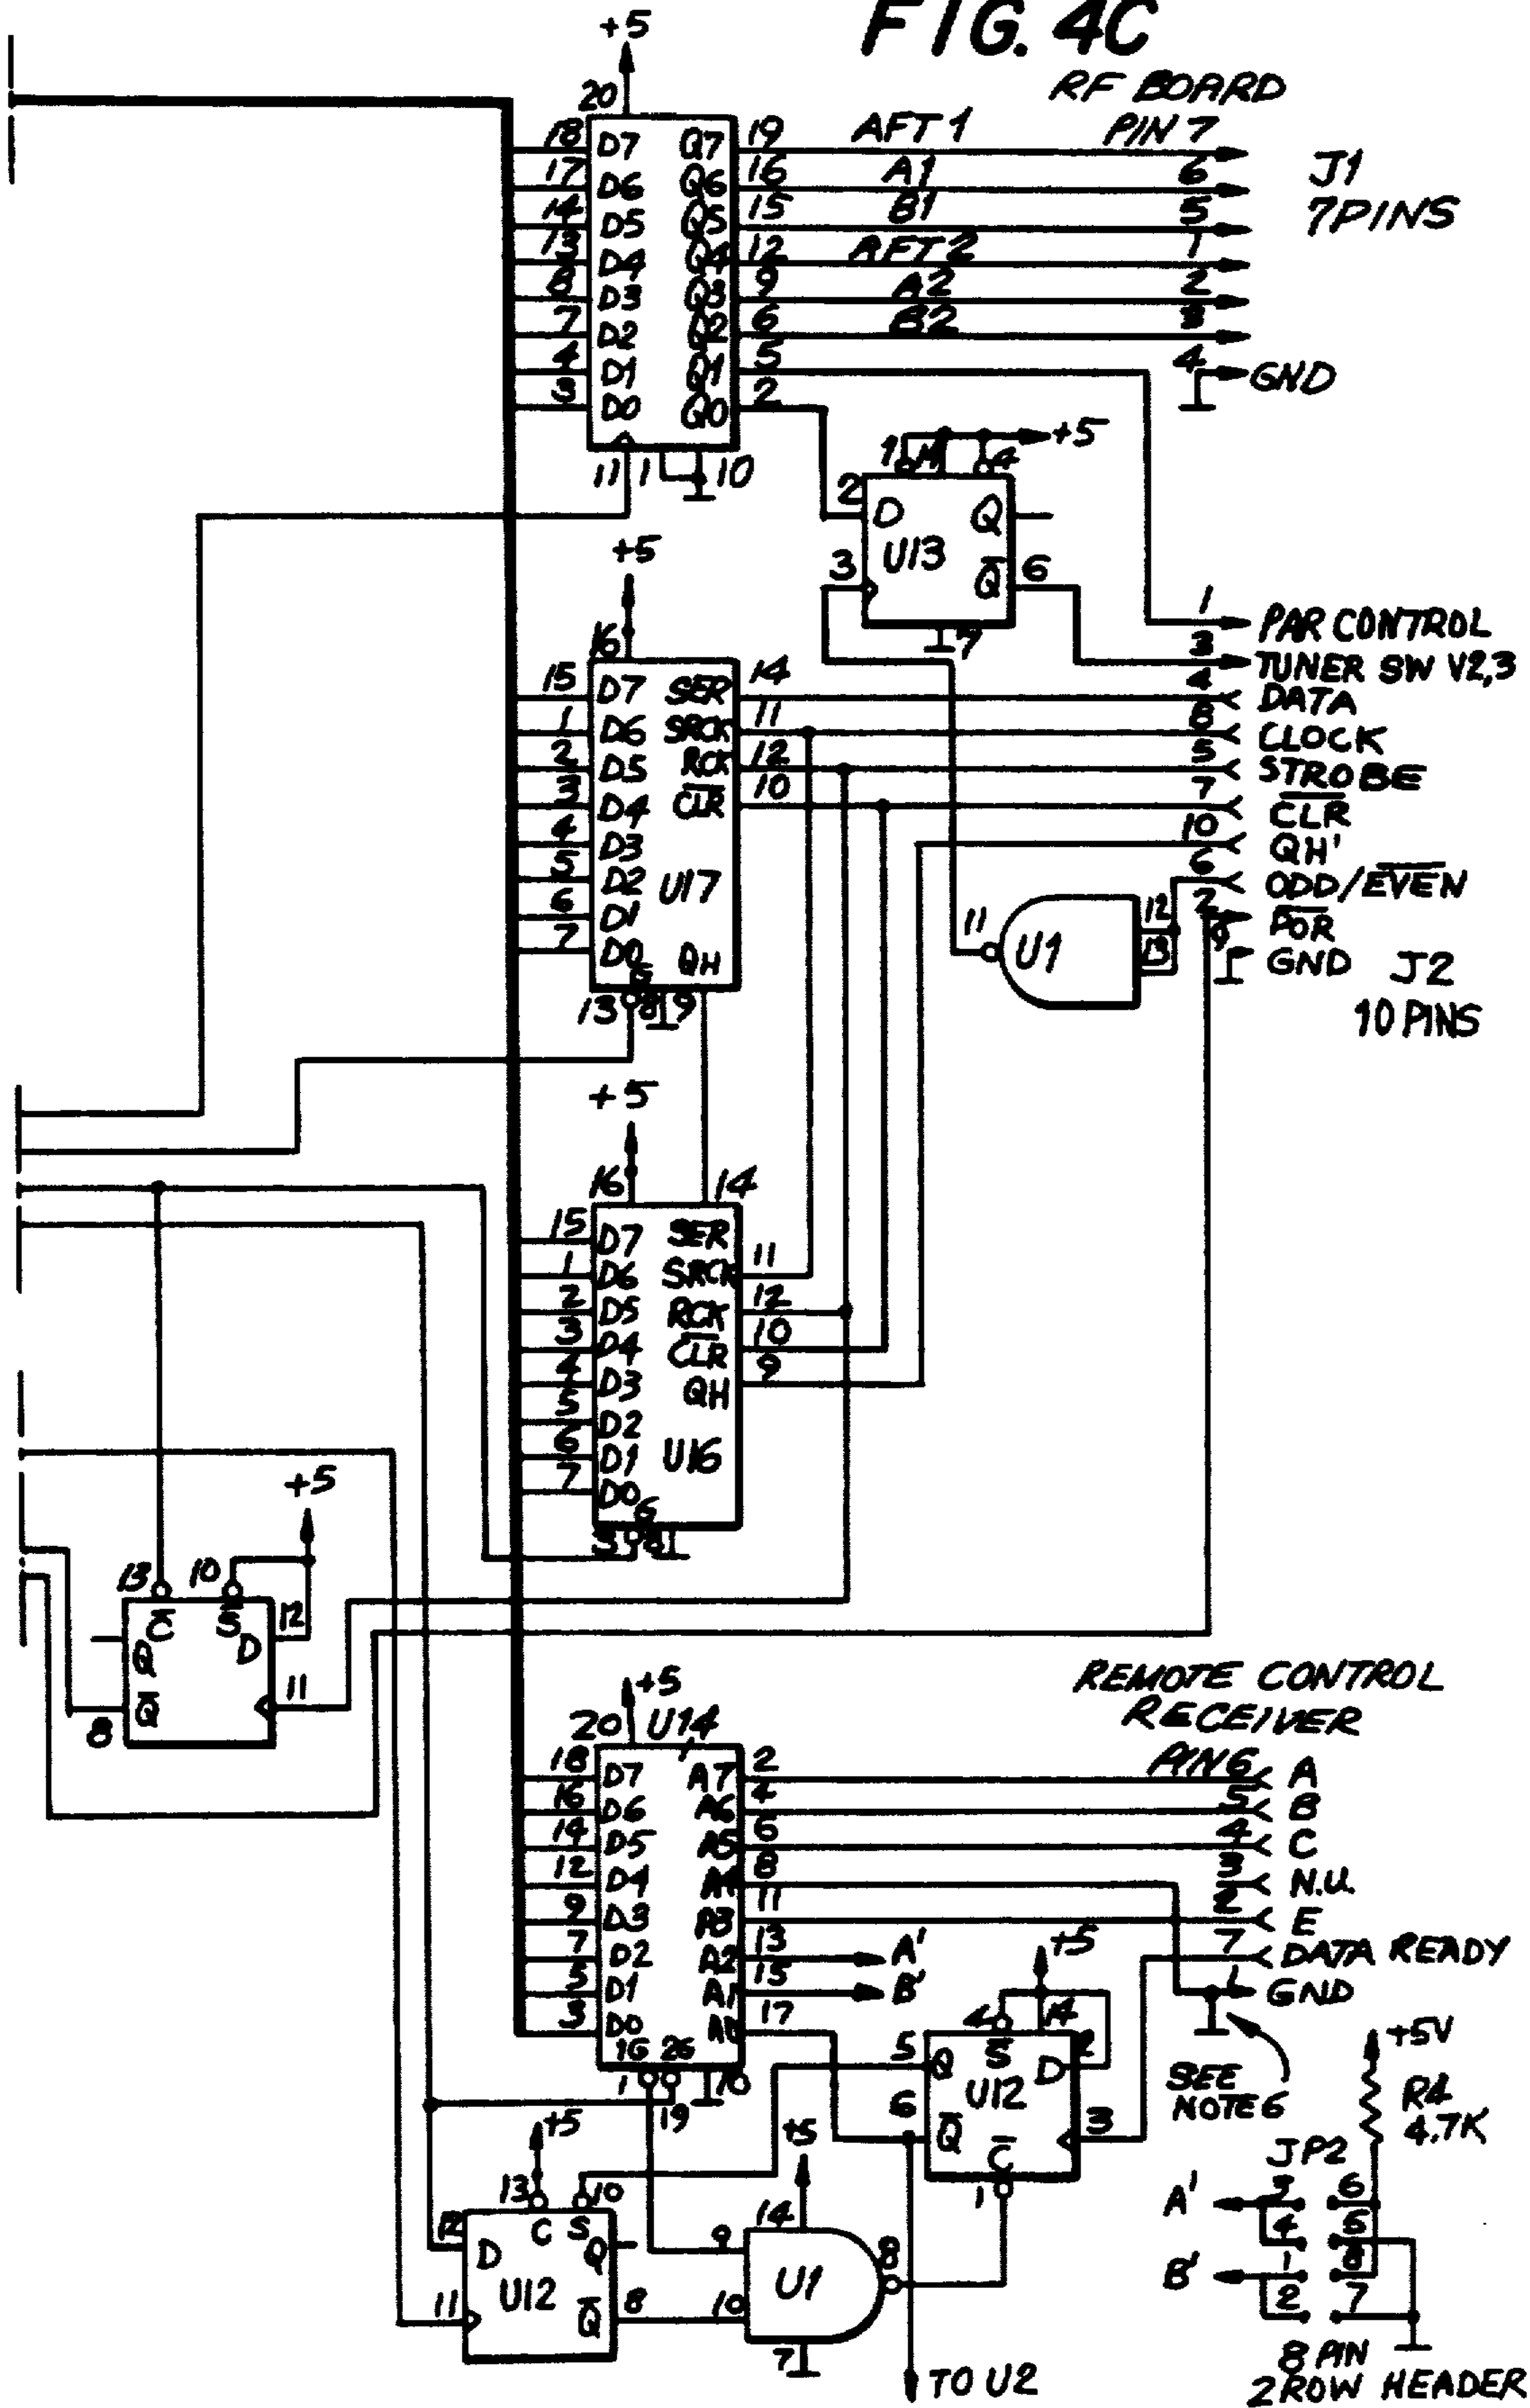 FIG. 4C
RF BOARD
+5
20
18 D7 Q7 19 AFT 1 PIN 7
17 D6 Q6 16 A1 6
14 D5 Q5 15 B1 5
13 D4 Q4 12 AFT 2 1
8 D3 Q3 9 A2 2
7 D2 Q2 6 B2 3
4 D1 Q1 5 4 GND
3 D0 Q0 2
J1
7 PINS
11 1 10
+5
1 14 4
2 D Q
U13
3 Q̅ 6
7
+5
16
15 D7 SER 14
1 D6 SRCK 11
2 D5 RCK 12
3 D4 C̅L̅R̅ 10
4 D3
5 D2 U17
6 D1
7 D0 QH
G
13 8 9
1 PAR CONTROL
3 TUNER SW V2,3
4 DATA
8 CLOCK
5 STROBE
7 C̅L̅R̅
10 QH'
6 ODD/E̅V̅E̅N̅
2 P̅O̅R̅
9 GND
J2
10 PINS
11 U1 12
13
+5
16 14
15 D7 SER
1 D6 SRCK 11
2 D5 RCK 12
3 D4 C̅L̅R̅ 10
4 D3 QH 9
5 D2
6 D1 U16
7 D0
G
8
+5
13 10
C̅ S̅ 12
Q D
8 Q̅ 11
REMOTE CONTROL
RECEIVER
+5
20 U14
18 D7 A7 2 PIN 6 A
16 D6 A6 4 5 B
14 D5 A5 6 4 C
12 D4 A4 8 3 N.U.
9 D3 A3 11 2 E
7 D2 A2 13 A'
5 D1 A1 15 B'
3 D0 A0 17
7 DATA READY
1 GND
1G 2G
1 19
+5
4 14
5 Q S̅ D 2
U12
6 Q̅ C̅ 3
1
SEE
NOTE 6
+5V
R4
4.7K
+5
13 10
12 D C S Q
U12
11 Q̅ 8
+5
14
9
U1 8
10
7
TO U2
JP2
A' 3 6
4 5
B' 1 8
2 7
8 PIN
2 ROW HEADER